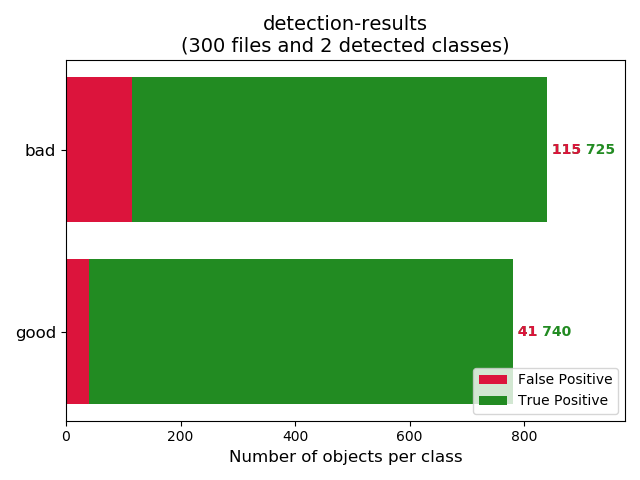 detection-results
(300 files and 2 detected classes)
bad
115 725
good
41 740
False Positive
True Positive
0 200 400 600 800
Number of objects per class